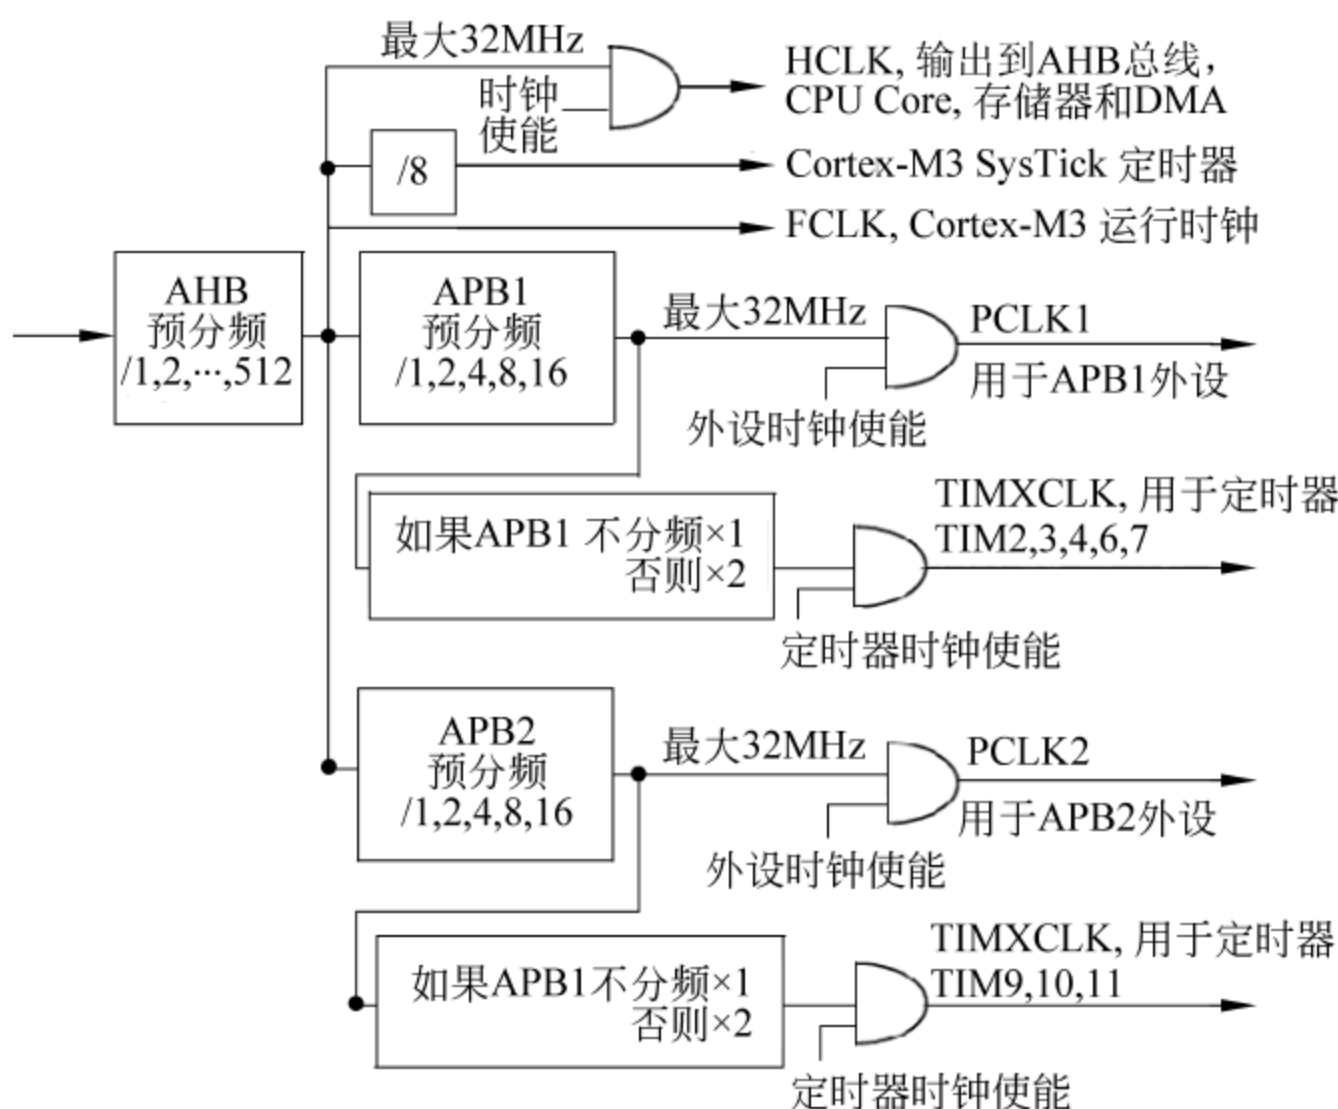 最大32MHz
时钟
使能
HCLK, 输出到AHB总线，
CPU Core, 存储器和DMA
/8
Cortex-M3 SysTick 定时器
FCLK, Cortex-M3 运行时钟
AHB
预分频
/1,2,···,512
APB1
预分频
/1,2,4,8,16
最大32MHz
外设时钟使能
PCLK1
用于APB1外设
如果APB1 不分频×1
否则×2
定时器时钟使能
TIMXCLK, 用于定时器
TIM2,3,4,6,7
APB2
预分频
/1,2,4,8,16
最大32MHz
外设时钟使能
PCLK2
用于APB2外设
如果APB1不分频×1
否则×2
定时器时钟使能
TIMXCLK, 用于定时器
TIM9,10,11